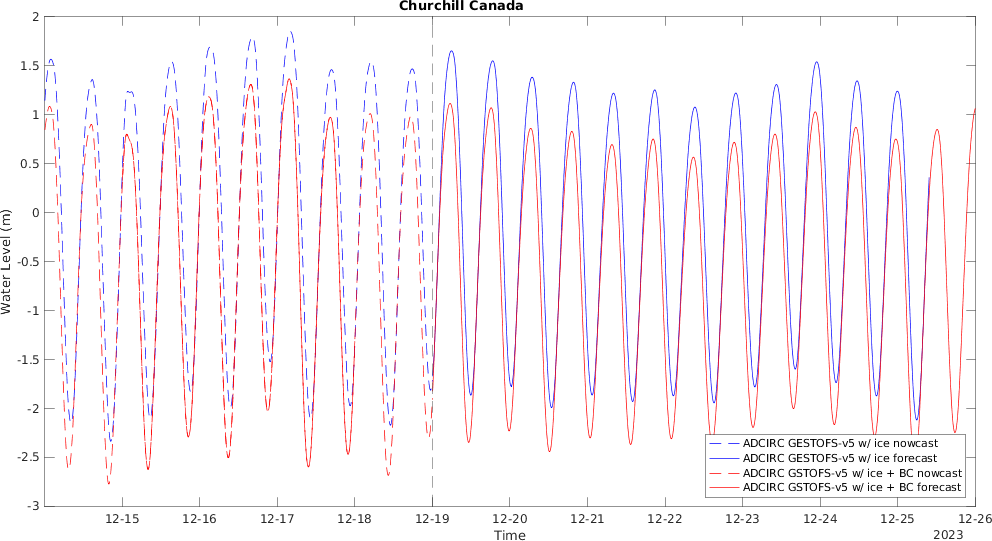 Churchill Canada
Water Level (m)
2
1.5
1
0.5
0
-0.5
-1
-1.5
-2
-2.5
-3
ADCIRC GESTOFS-v5 w/ ice nowcast
ADCIRC GESTOFS-v5 w/ ice forecast
ADCIRC GSTOFS-v5 w/ ice + BC nowcast
ADCIRC GSTOFS-v5 w/ ice + BC forecast
12-15 12-16 12-17 12-18 12-19 12-20 12-21 12-22 12-23 12-24 12-25 12-26
Time
2023